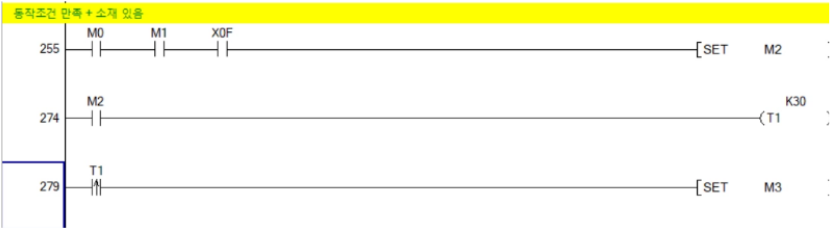 동작조건 만족 + 소재 있음
M0 M1 X0F
255 SET M2
M2 K30
274 T1
T1
279 SET M3